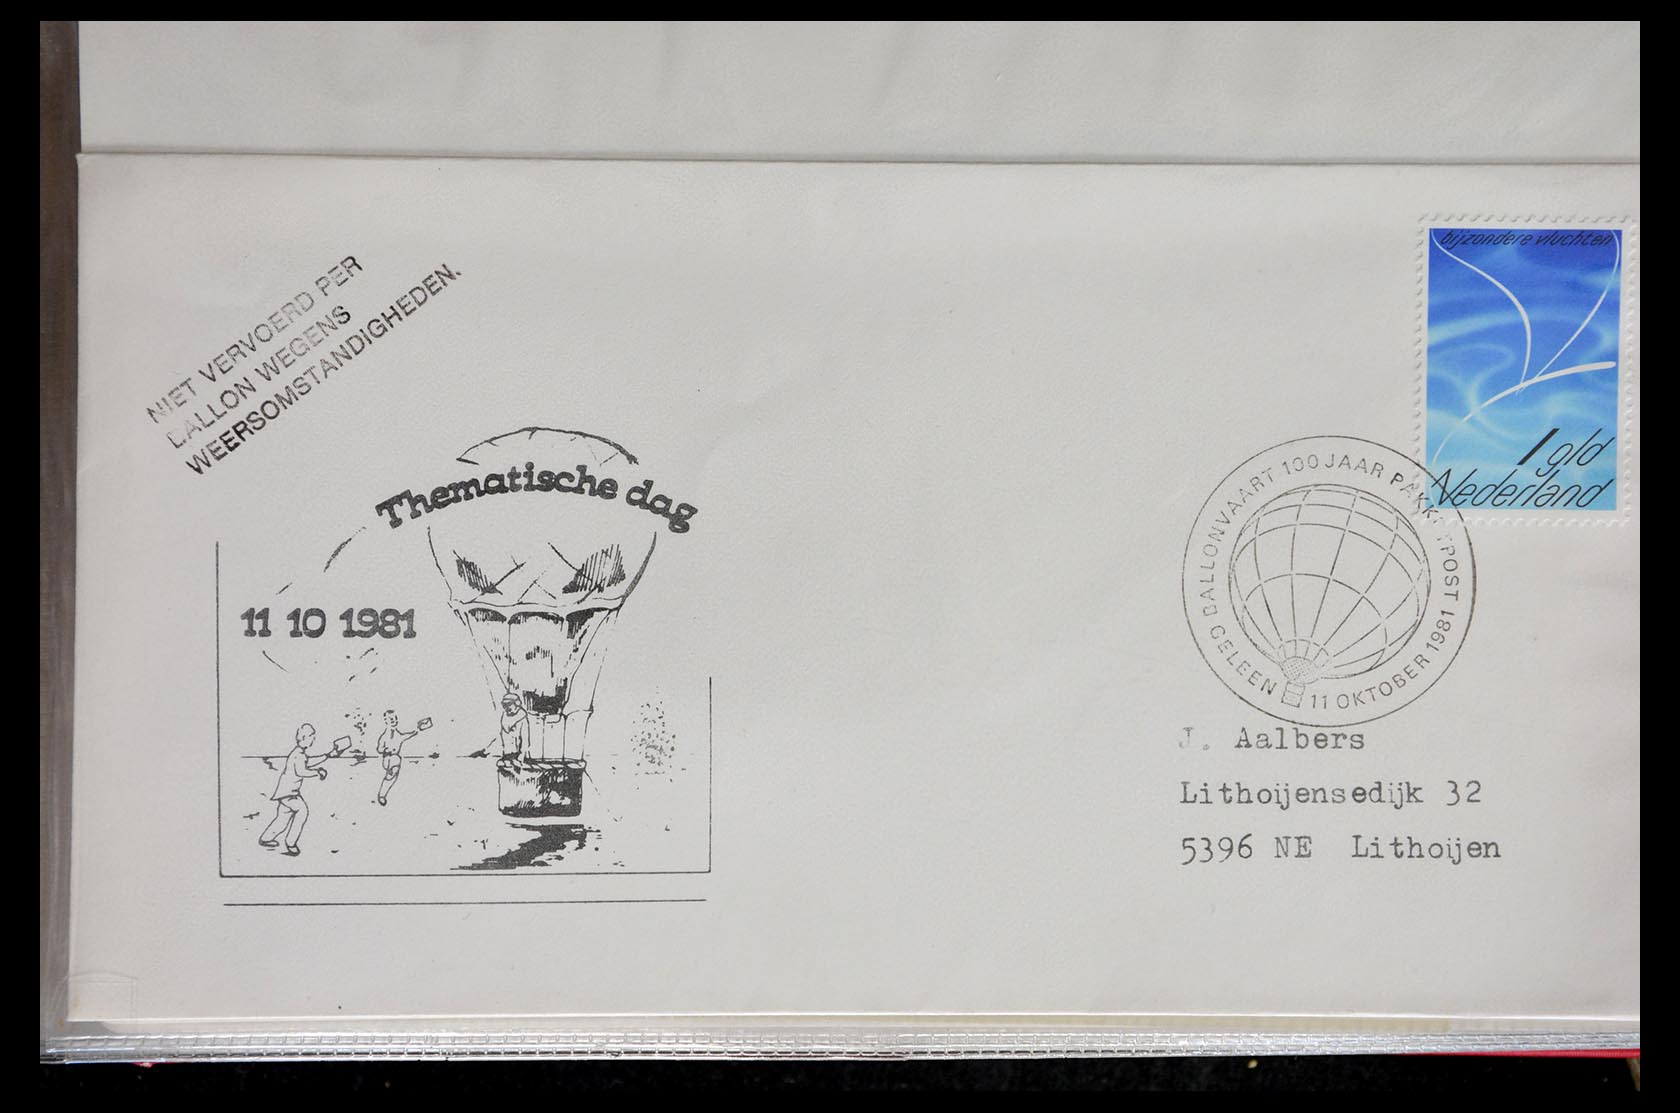 bijzondere vluchten
1 gld
Nederland
NIET VERVOERD PER
BALLON WEGENS
WEERSOMSTANDIGHEDEN.
Thematische dag
11 10 1981
BALLONVAART 100 JAAR PAKKETPOST
GELEEN 11 OKTOBER 1981
J. Aalbers
Lithoijensedijk 32
5396 NE Lithoijen